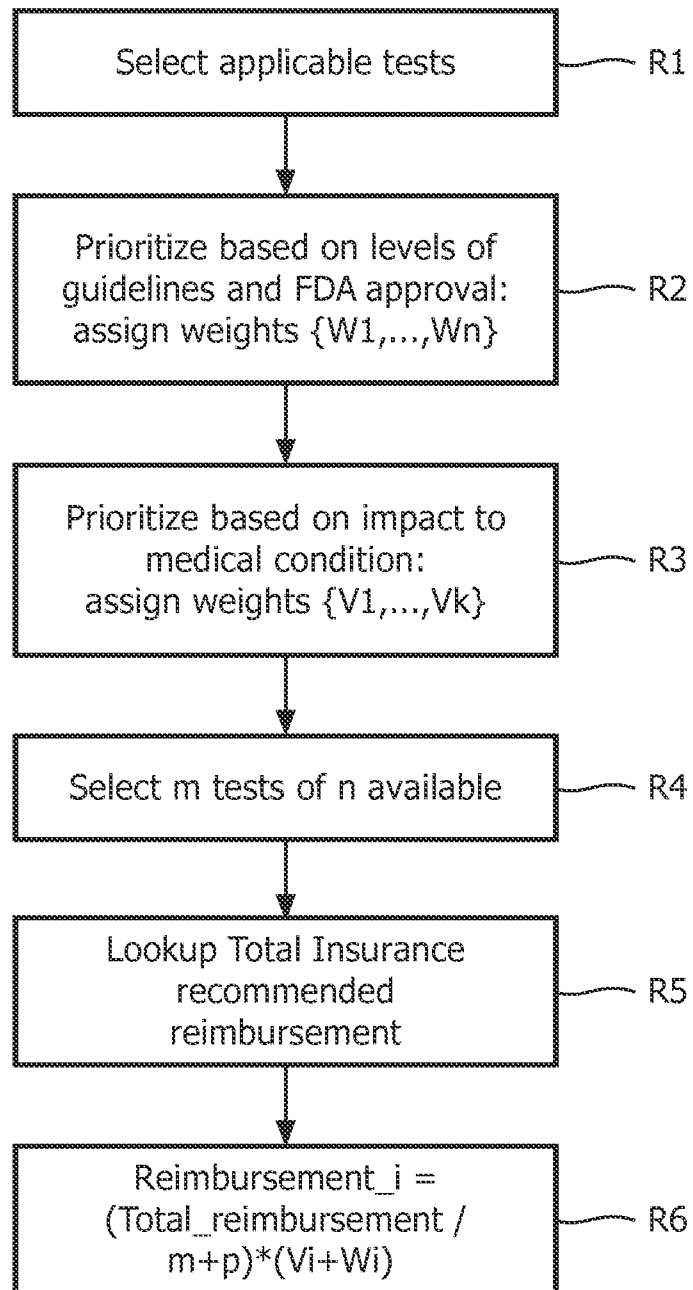 Select applicable tests
R1
Prioritize based on levels of
guidelines and FDA approval:
assign weights {W1,...,Wn}
R2
Prioritize based on impact to
medical condition:
assign weights {V1,...,Vk}
R3
Select m tests of n available
R4
Lookup Total Insurance
recommended
reimbursement
R5
Reimbursement_i =
(Total_reimbursement /
m+p)*(Vi+Wi)
R6